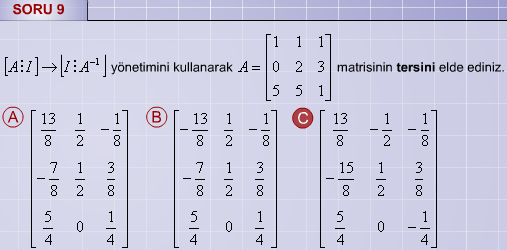 SORU 9
[A⋮I]→[I⋮A⁻¹] yönetimini kullanarak A = [1 1 1; 0 2 3; 5 5 1] matrisinin tersini elde ediniz.
A [13/8 1/2 -1/8; -7/8 1/2 3/8; 5/4 0 1/4]
B [-13/8 1/2 -1/8; -7/8 1/2 3/8; 5/4 0 1/4]
C [13/8 -1/2 -1/8; -15/8 1/2 3/8; 5/4 0 -1/4]